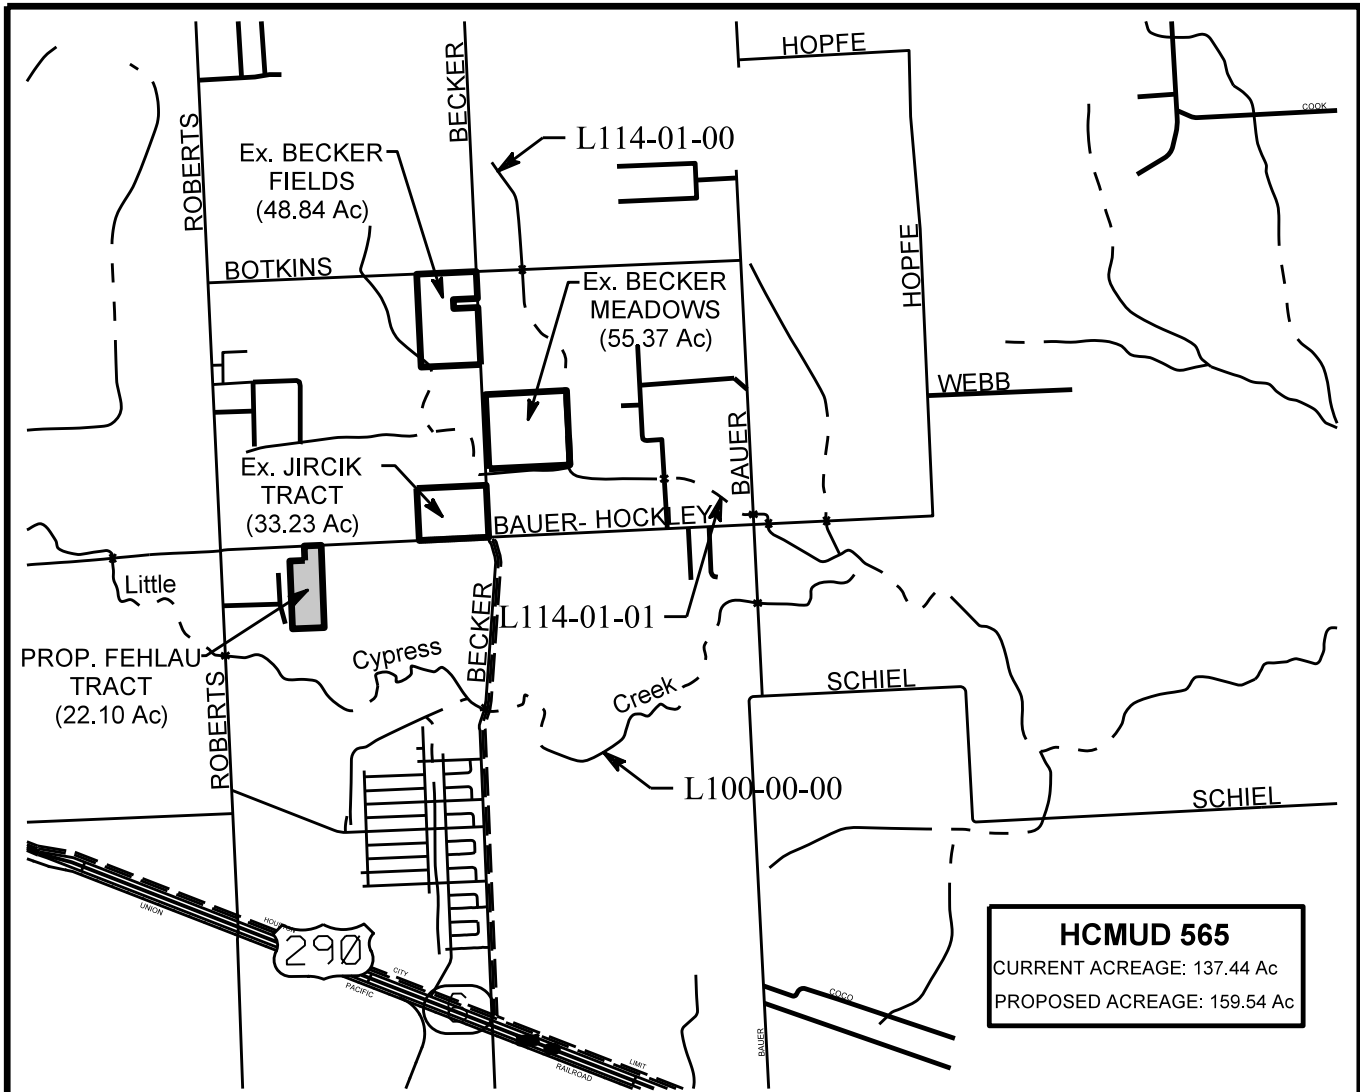 HOPFE
BECKER
COOK
ROBERTS
L114-01-00
Ex. BECKER
FIELDS
(48.84 Ac)
HOPFE
BOTKINS
Ex. BECKER
MEADOWS
(55.37 Ac)
WEBB
BAUER
Ex. JIRCIK
TRACT
(33.23 Ac)
BAUER- HOCKLEY
Little
BECKER
L114-01-01
PROP. FEHLAU
TRACT
(22.10 Ac)
Cypress
Creek
SCHIEL
ROBERTS
L100-00-00
SCHIEL
UNION
HOUSTON
290
CITY
PACIFIC
LIMIT
RAILROAD
BAUER
COCO
HCMUD 565
CURRENT ACREAGE: 137.44 Ac
PROPOSED ACREAGE: 159.54 Ac